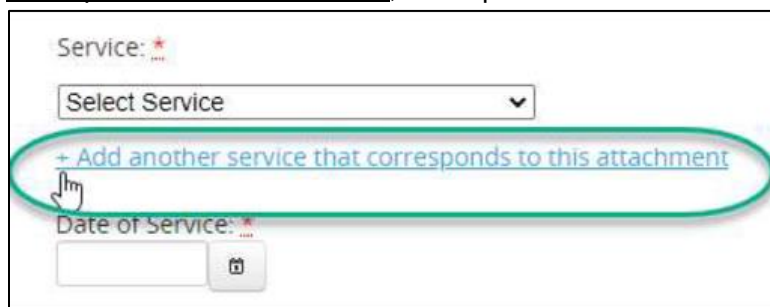 Service: *
Select Service
+ Add another service that corresponds to this attachment
Date of Service: *